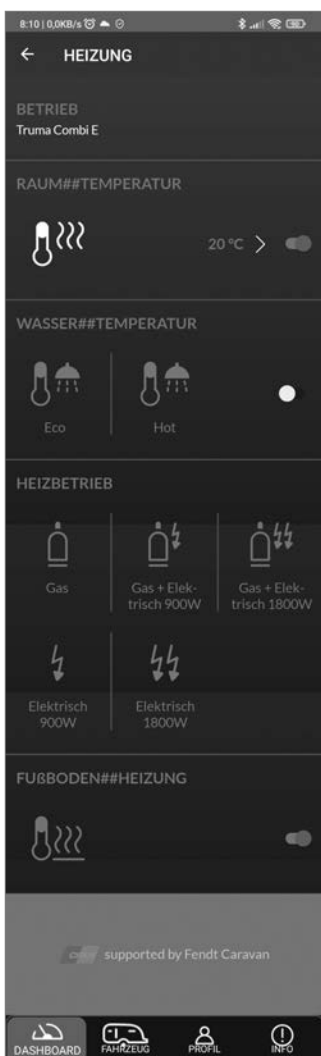 8:10 | 0,0KB/s
HEIZUNG
BETRIEB
Truma Combi E
RAUM##TEMPERATUR
20 °C
WASSER##TEMPERATUR
Eco
Hot
HEIZBETRIEB
Gas
Gas + Elek-
trisch 900W
Gas + Elek-
trisch 1800W
Elektrisch
900W
Elektrisch
1800W
FUßBODEN##HEIZUNG
supported by Fendt Caravan
DASHBOARD
FAHRZEUG
PROFIL
INFO